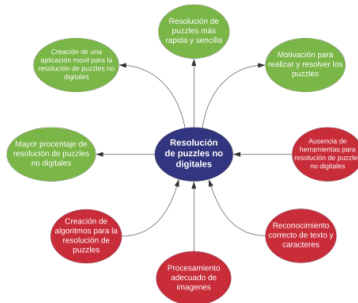 Resolución de
puzzles más
rapida y sencilla
Creación de una
aplicación movil para la
resolución de puzzles no
digitales
Motivación para
realizar y resolver los
puzzles
Mayor procentaje de
resolución de puzzles
no digitales
Resolución
de puzzles no
digitales
Ausencia de
herramientas para
resolución de puzzles
no digitales
Creación de
algoritmos para la
resolución de
puzzles
Reconocimiento
correcto de texto y
caracteres
Procesamiento
adecuado de
imagenes